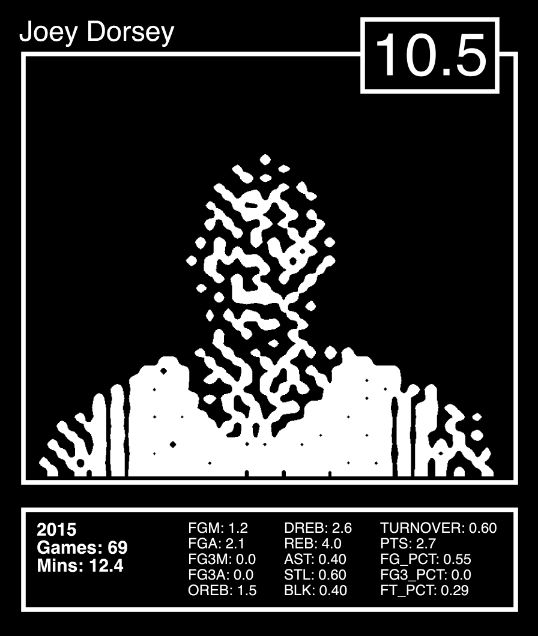 Joey Dorsey
10.5
2015
Games: 69
Mins: 12.4
FGM: 1.2
FGA: 2.1
FG3M: 0.0
FG3A: 0.0
OREB: 1.5
DREB: 2.6
REB: 4.0
AST: 0.40
STL: 0.60
BLK: 0.40
TURNOVER: 0.60
PTS: 2.7
FG_PCT: 0.55
FG3_PCT: 0.0
FT_PCT: 0.29